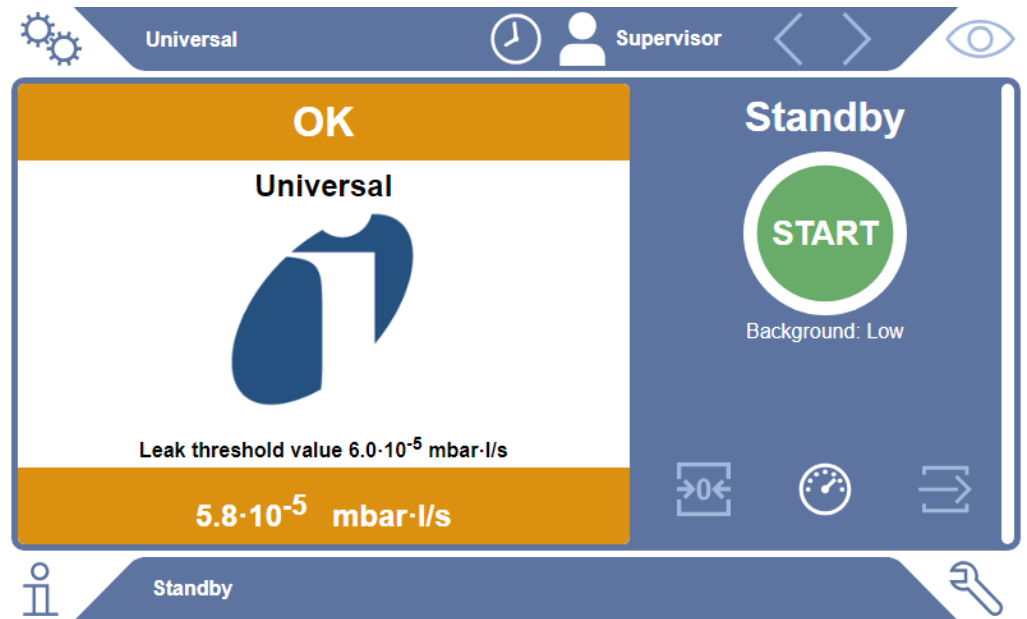 Universal
Supervisor
OK
Universal
Leak threshold value 6.0·10⁻⁵ mbar·l/s
5.8·10⁻⁵ mbar·l/s
Standby
START
Background: Low
→0←
Standby